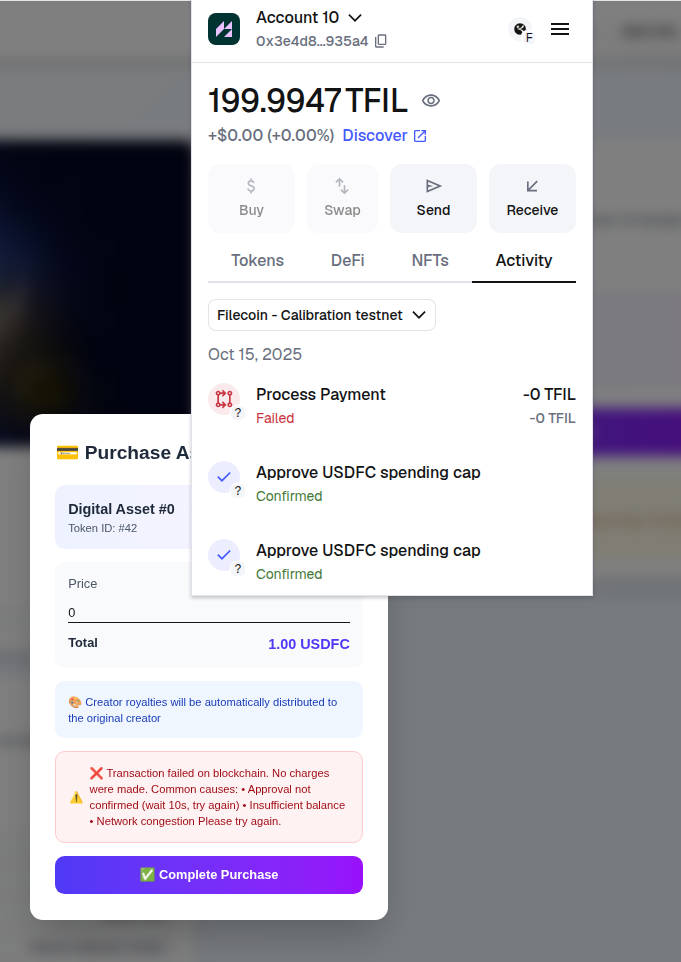 Account 10
0x3e4d8...935a4
F
199.9947 TFIL
+$0.00 (+0.00%) Discover
Buy
Swap
Send
Receive
Tokens
DeFi
NFTs
Activity
Filecoin - Calibration testnet
Oct 15, 2025
Process Payment
-0 TFIL
?
Failed
-0 TFIL
Approve USDFC spending cap
?
Confirmed
Approve USDFC spending cap
?
Confirmed
💳 Purchase A
Digital Asset #0
Token ID: #42
Price
0
Total
1.00 USDFC
🎨 Creator royalties will be automatically distributed to
the original creator
❌ Transaction failed on blockchain. No charges
were made. Common causes: • Approval not
⚠️ confirmed (wait 10s, try again) • Insufficient balance
• Network congestion Please try again.
✅ Complete Purchase